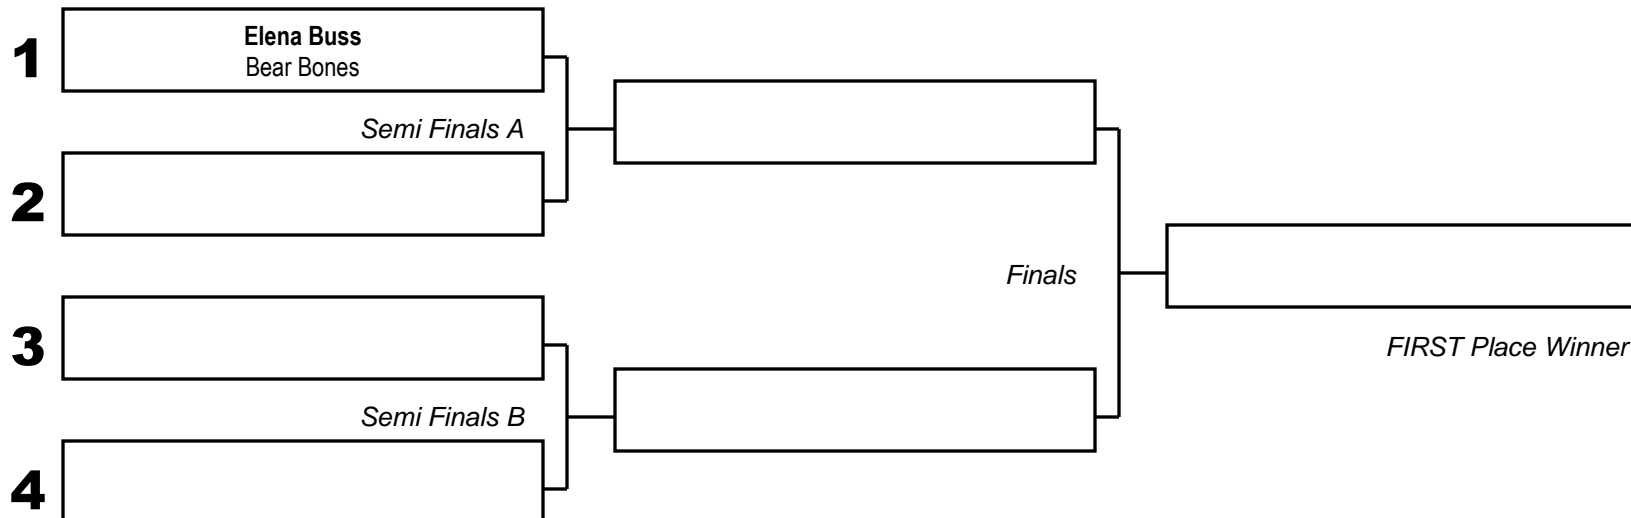 1
Elena Buss
Bear Bones
Semi Finals A
2
Finals
3
FIRST Place Winner
Semi Finals B
4